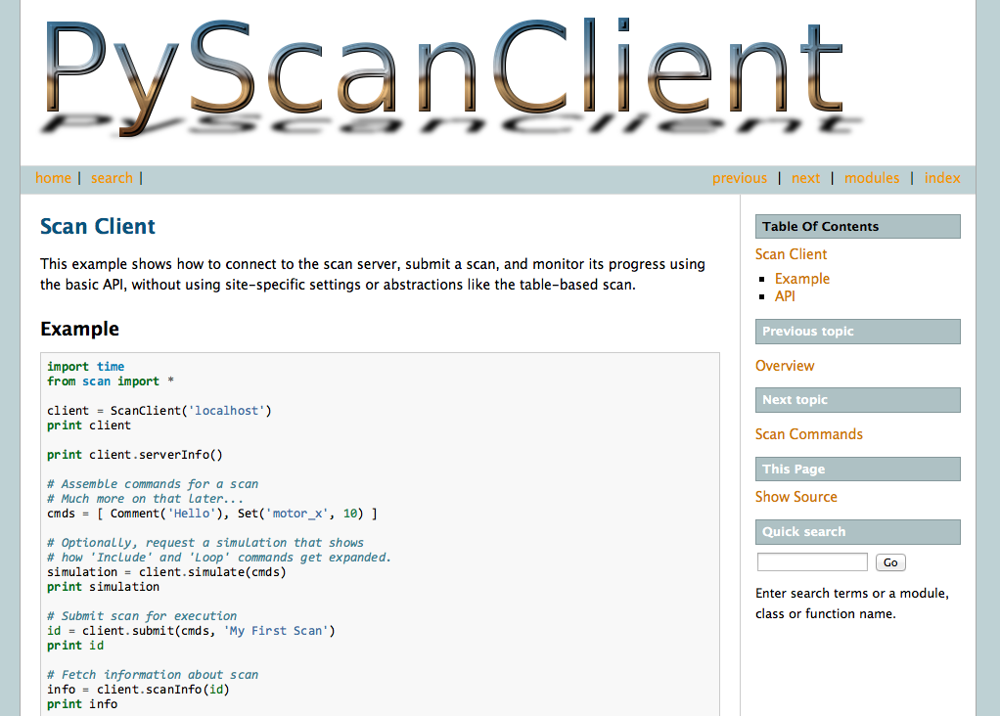 PyScanClient
home | search |
previous | next | modules | index
Scan Client
This example shows how to connect to the scan server, submit a scan, and monitor its progress using
the basic API, without using site-specific settings or abstractions like the table-based scan.
Example
import time
from scan import *
client = ScanClient('localhost')
print client
print client.serverInfo()
# Assemble commands for a scan
# Much more on that later...
cmds = [ Comment('Hello'), Set('motor_x', 10) ]
# Optionally, request a simulation that shows
# how 'Include' and 'Loop' commands get expanded.
simulation = client.simulate(cmds)
print simulation
# Submit scan for execution
id = client.submit(cmds, 'My First Scan')
print id
# Fetch information about scan
info = client.scanInfo(id)
print info
Table Of Contents
Scan Client
Example
API
Previous topic
Overview
Next topic
Scan Commands
This Page
Show Source
Quick search
Go
Enter search terms or a module,
class or function name.